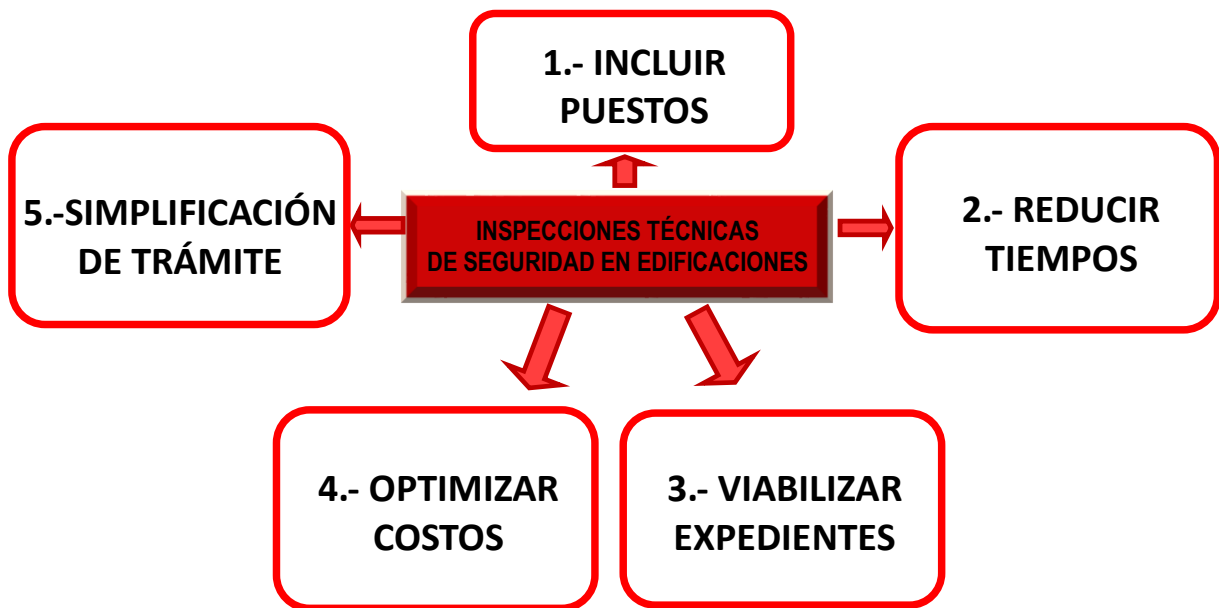 1.- INCLUIR
PUESTOS
5.-SIMPLIFICACIÓN
DE TRÁMITE
INSPECCIONES TÉCNICAS
DE SEGURIDAD EN EDIFICACIONES
2.- REDUCIR
TIEMPOS
4.- OPTIMIZAR
COSTOS
3.- VIABILIZAR
EXPEDIENTES